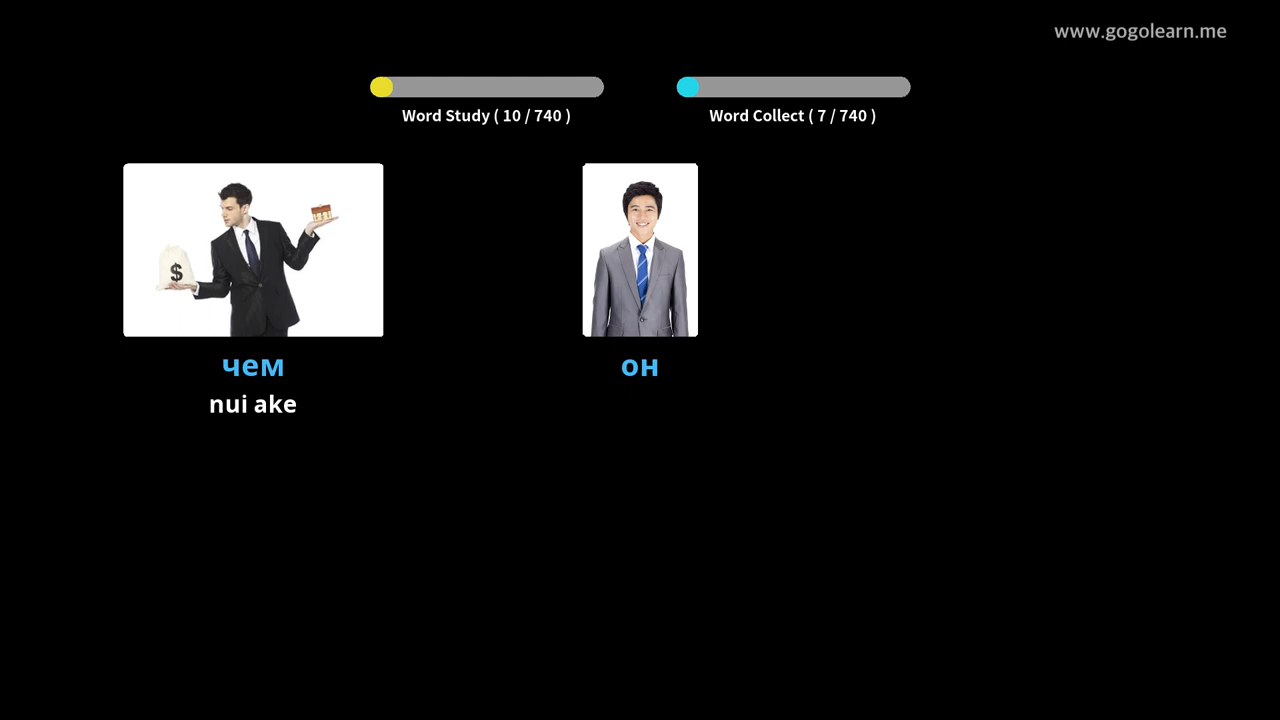 www.gogolearn.me
Word Study ( 10 / 740 )
Word Collect ( 7 / 740 )
$
чем
nui ake
он